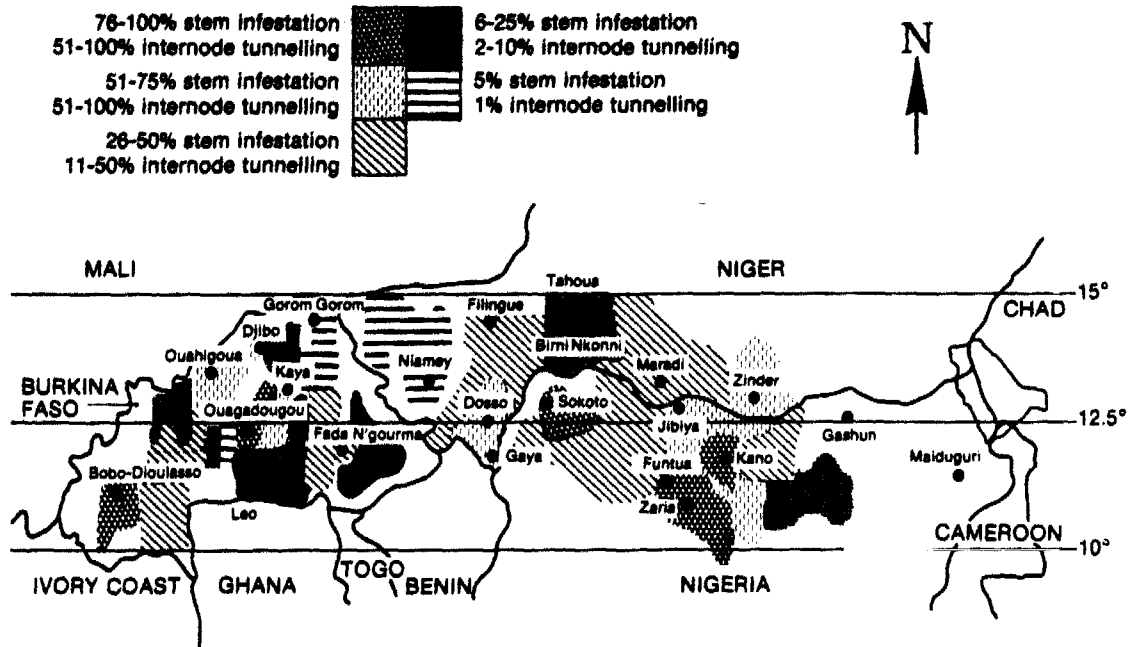 76-100% stem infestation
51-100% internode tunnelling
51-75% stem infestation
51-100% internode tunnelling
26-50% stem infestation
11-50% internode tunnelling
6-25% stem infestation
2-10% internode tunnelling
5% stem infestation
1% internode tunnelling
N
MALI
NIGER
Tahoua
15°
CHAD
Gorom Gorom
Filingue
Djibo
Birni Nkonni
Ouahigoua
Niamey
Maradi
Kaya
Zinder
BURKINA
FASO
Dosso
Sokoto
Ouagadougou
12.5°
Jibiya
Gashun
Fada N'gourma
Gaya
Maiduguri
Funtua
Kano
Bobo-Dioulasso
Zaria
Leo
CAMEROON
10°
TOGO
IVORY COAST
GHANA
BENIN
NIGERIA